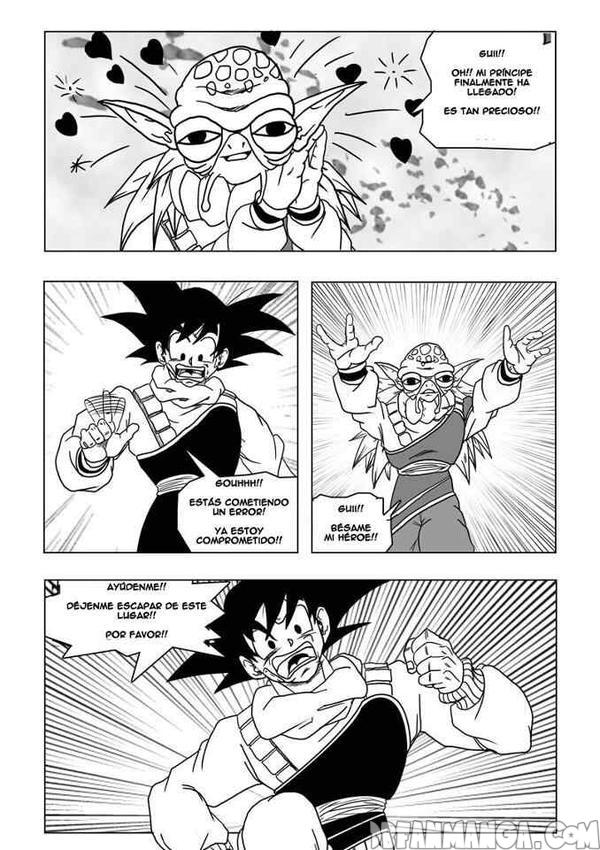 GUII!!
OH!! MI PRÍNCIPE
FINALMENTE HA
LLEGADO!
ES TAN PRECIOSO!!
...
GOUHHH!!
ESTÁS COMETIENDO
UN ERROR!
YA ESTOY
COMPROMETIDO!!
GUII!!
BÉSAME
MI HÉROE!!
AYÚDENME!!
DÉJENME ESCAPAR DE ESTE
LUGAR!!
POR FAVOR!!
MIFANMANGA.COM